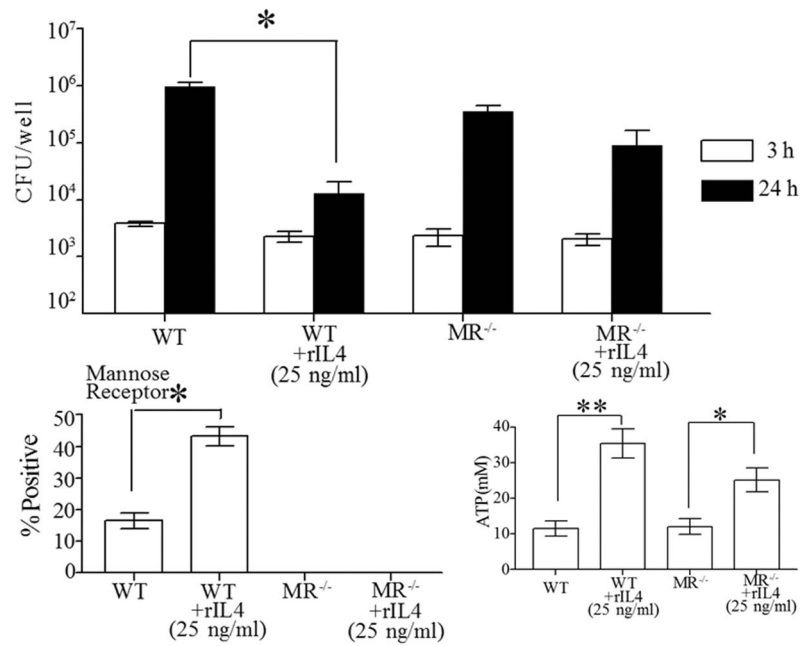 *
10⁷
10⁶
10⁵
10⁴
10³
10²
CFU/well
3 h
24 h
WT
WT
+rIL4
(25 ng/ml)
MR⁻/⁻
MR⁻/⁻
+rIL4
(25 ng/ml)
Mannose
Receptor
*
50
40
30
20
10
0
%Positive
WT
WT
+rIL4
(25 ng/ml)
MR⁻/⁻
MR⁻/⁻
+rIL4
(25 ng/ml)
**
*
40
30
20
10
0
ATP(mM)
WT
WT
+rIL4
(25 ng/ml)
MR⁻/⁻
MR⁻/⁻
+rIL4
(25 ng/ml)